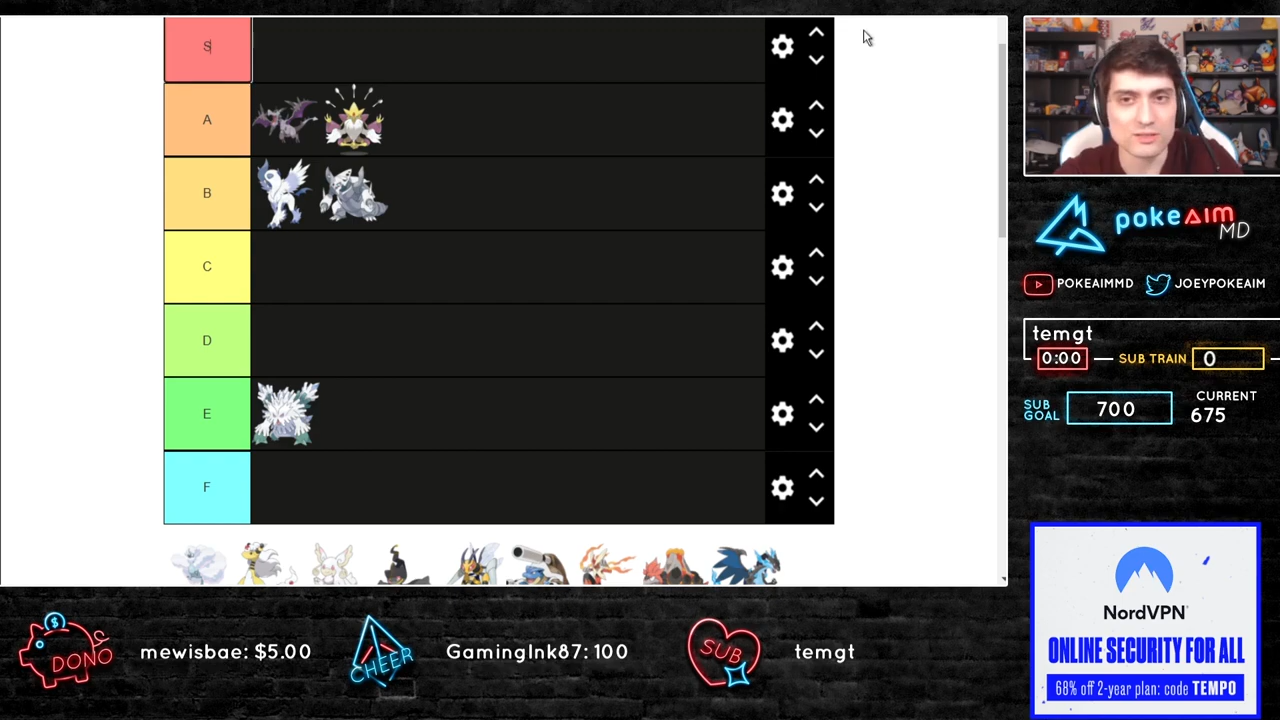 S
A
B
C
D
E
F
pokeAIM
MD
POKEAIMMD JOEYPOKEAIM
temgt
0:00 SUB TRAIN 0
SUB GOAL 700 CURRENT 675
NordVPN
ONLINE SECURITY FOR ALL
68% off 2-year plan: code TEMPO
DONO mewisbae: $5.00 CHEER GamingInk87: 100 SUB temgt